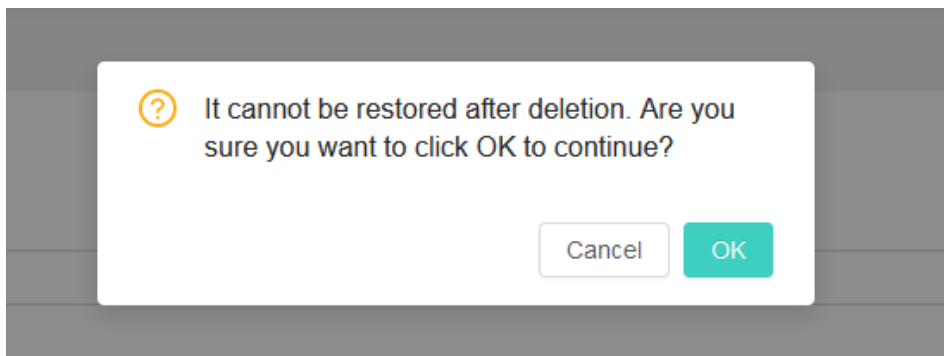 It cannot be restored after deletion. Are you
sure you want to click OK to continue?
Cancel
OK